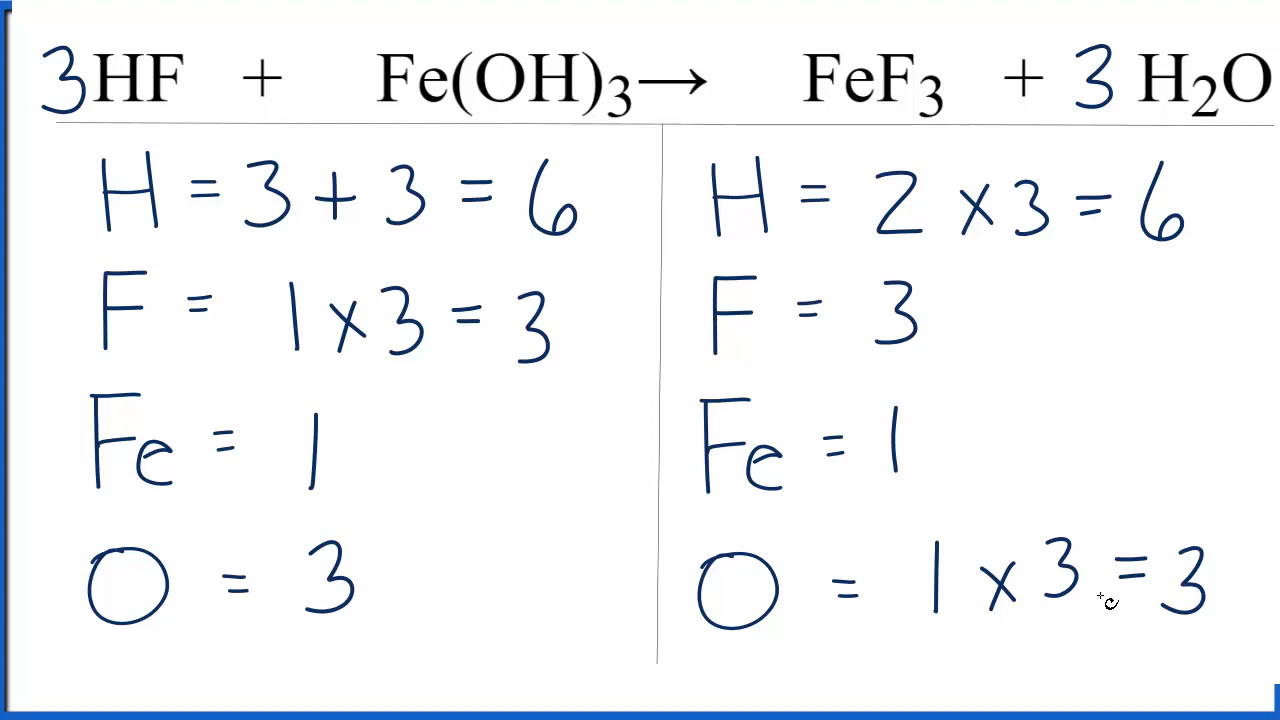 3HF + Fe(OH)₃→ FeF₃ + 3 H₂O
H = 3 + 3 = 6 H = 2 x 3 = 6
F = 1 x 3 = 3 F = 3
Fe = 1 Fe = 1
O = 3 O = 1 x 3 = 3